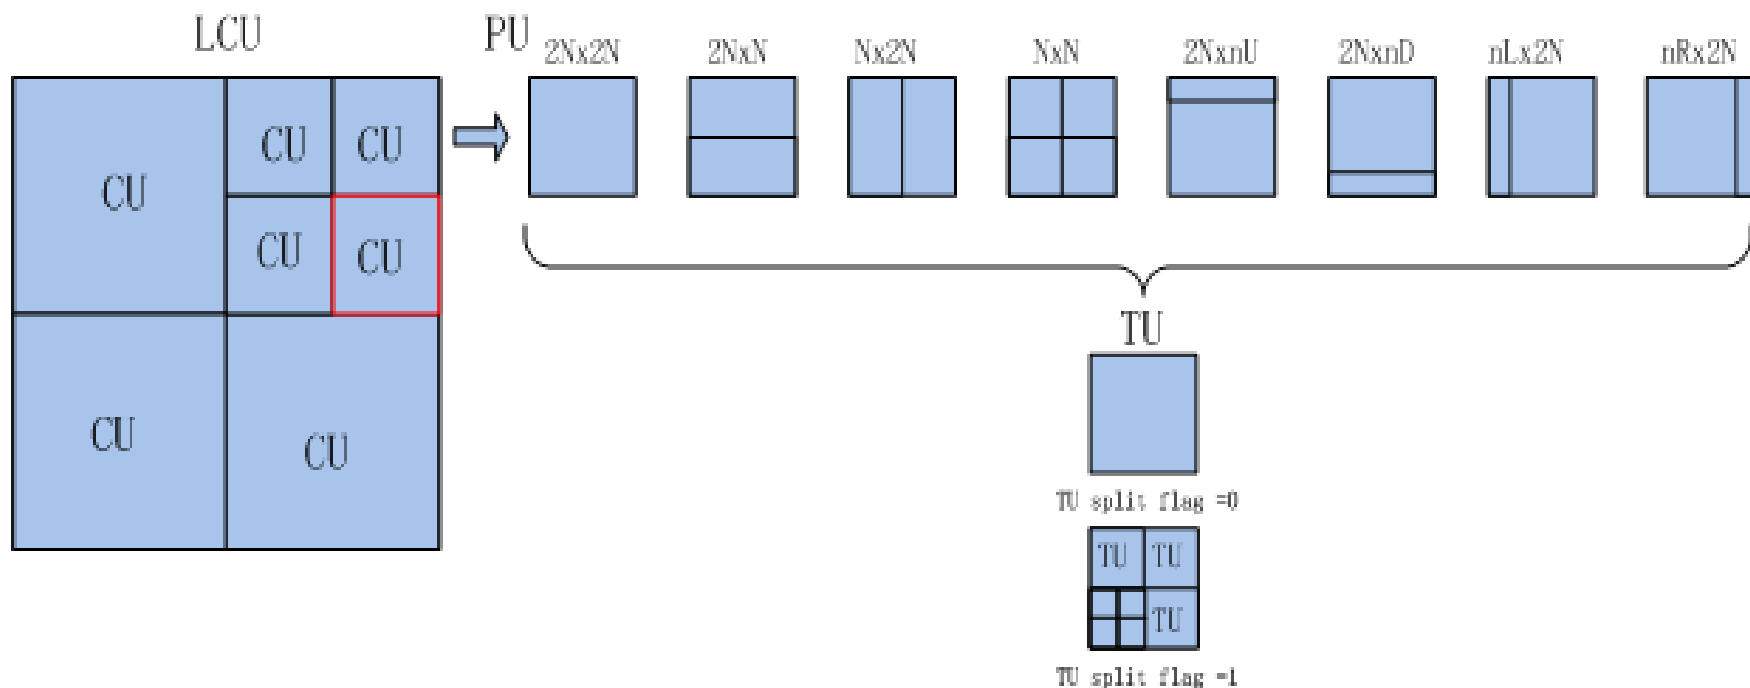 LCU
PU
2Nx2N
2NxN
Nx2N
NxN
2NxnU
2NxnD
nLx2N
nRx2N
CU
CU
CU
CU
CU
CU
CU
TU
TU split flag =0
TU
TU
TU
TU split flag =1